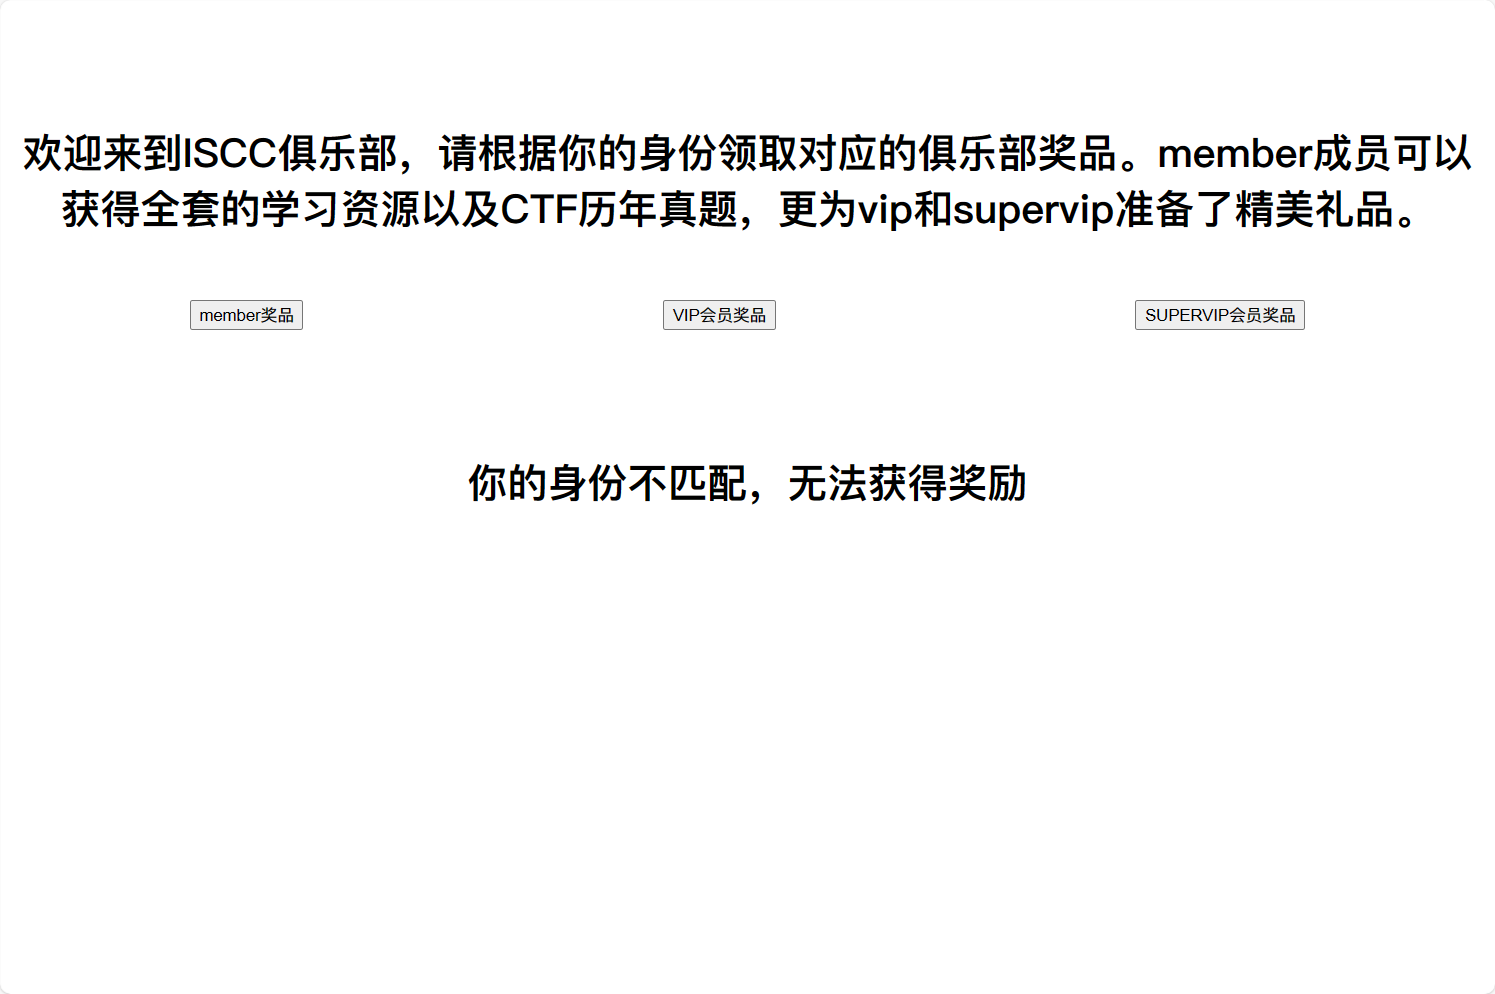 欢迎来到ISCC俱乐部，请根据你的身份领取对应的俱乐部奖品。member成员可以
获得全套的学习资源以及CTF历年真题，更为vip和supervip准备了精美礼品。
member奖品
VIP会员奖品
SUPERVIP会员奖品
你的身份不匹配，无法获得奖励